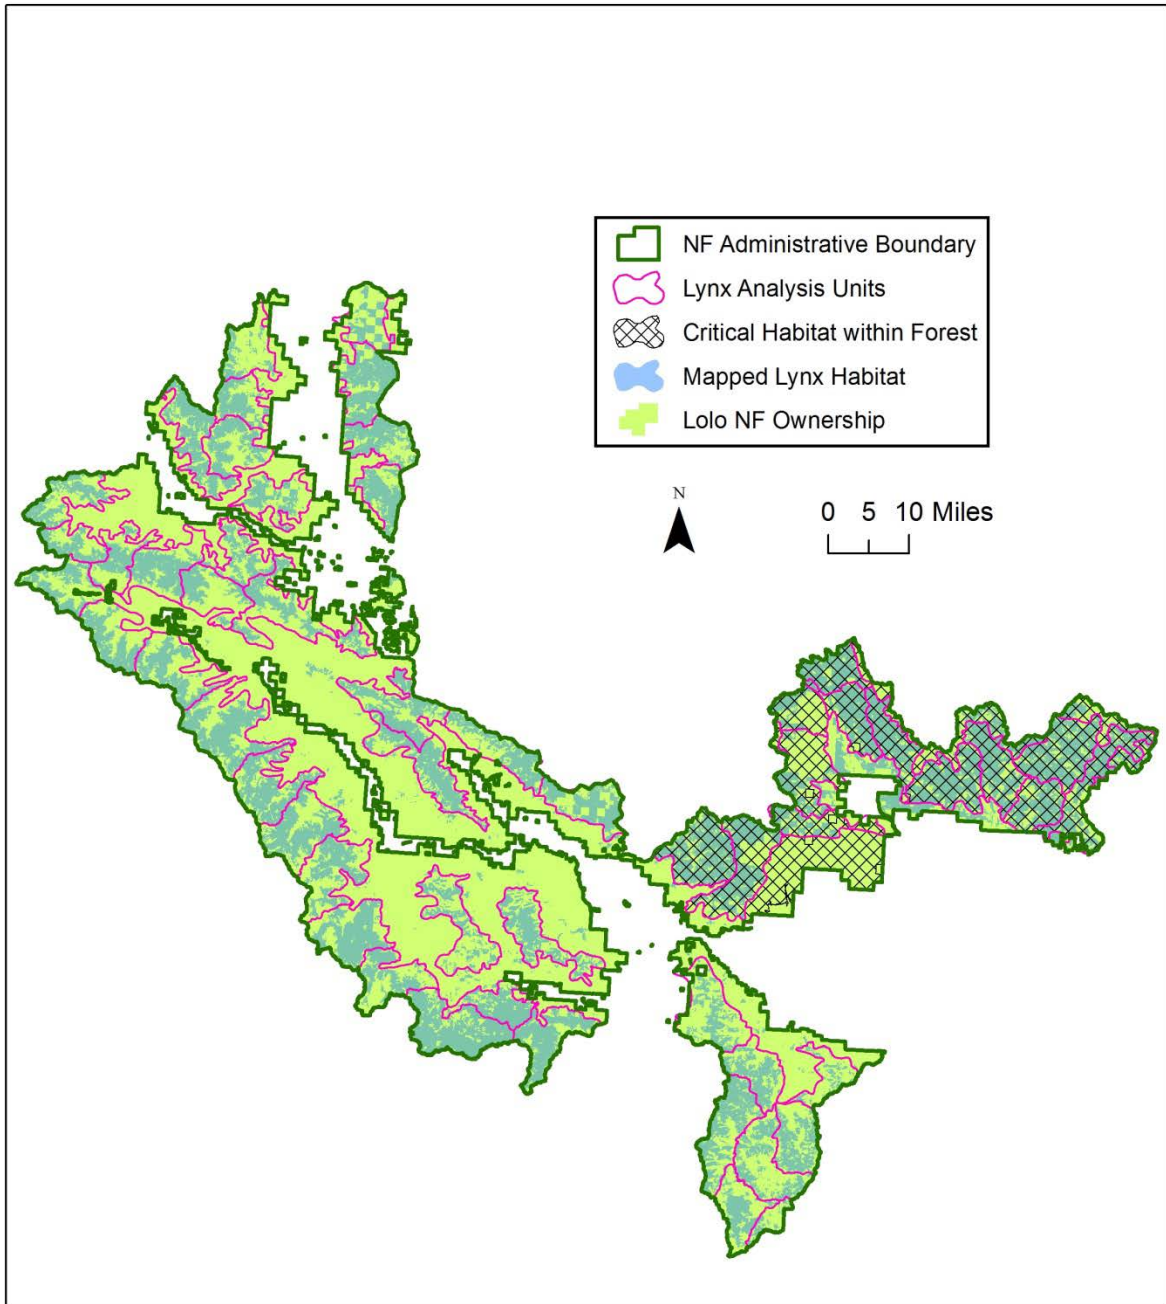 NF Administrative Boundary
Lynx Analysis Units
Critical Habitat within Forest
Mapped Lynx Habitat
Lolo NF Ownership
N
0 5 10 Miles